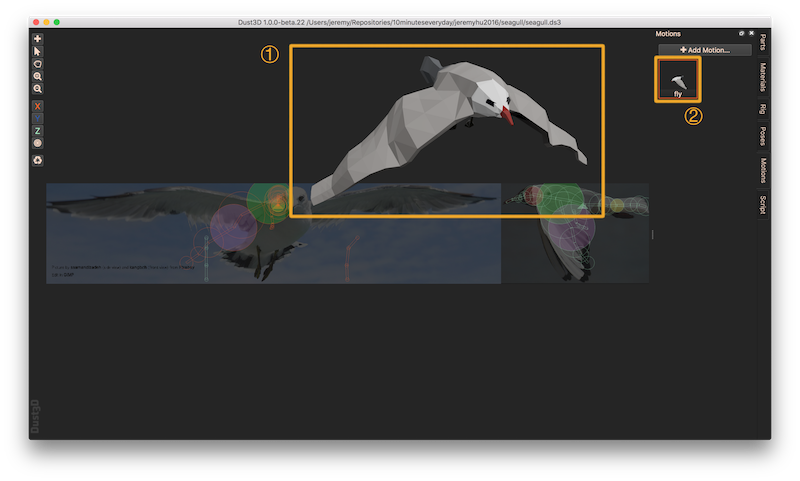 Dust3D 1.0.0-beta.22 /Users/jeremy/Repositories/10minuteseveryday/jeremyhu2016/seagull/seagull.ds3
①
Motions
Add Motion...
fly
②
X
Y
Z
Parts
Materials
Rig
Poses
Motions
Script
Dust3D